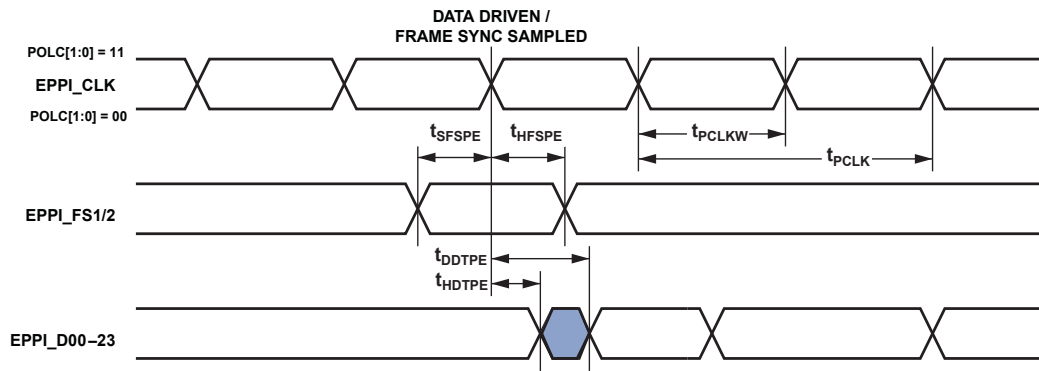 DATA DRIVEN /
FRAME SYNC SAMPLED
POLC[1:0] = 11
EPPI_CLK
POLC[1:0] = 00
tSFSPE
tHFSPE
tPCLKW
tPCLK
EPPI_FS1/2
tDDTPE
tHDTPE
EPPI_D00–23